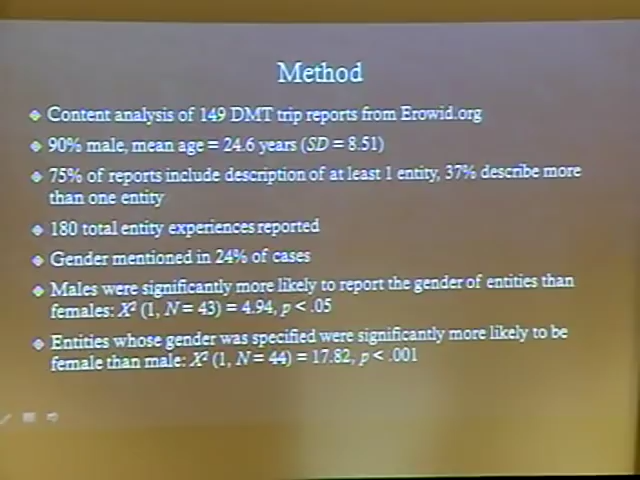 Method
Content analysis of 149 DMT trip reports from Erowid.org
90% male, mean age = 24.6 years (SD = 8.51)
75% of reports include description of at least 1 entity, 37% describe more
than one entity
180 total entity experiences reported
Gender mentioned in 24% of cases
Males were significantly more likely to report the gender of entities than
females: X² (1, N = 43) = 4.94, p < .05
Entities whose gender was specified were significantly more likely to be
female than male: X² (1, N = 44) = 17.82, p < .001